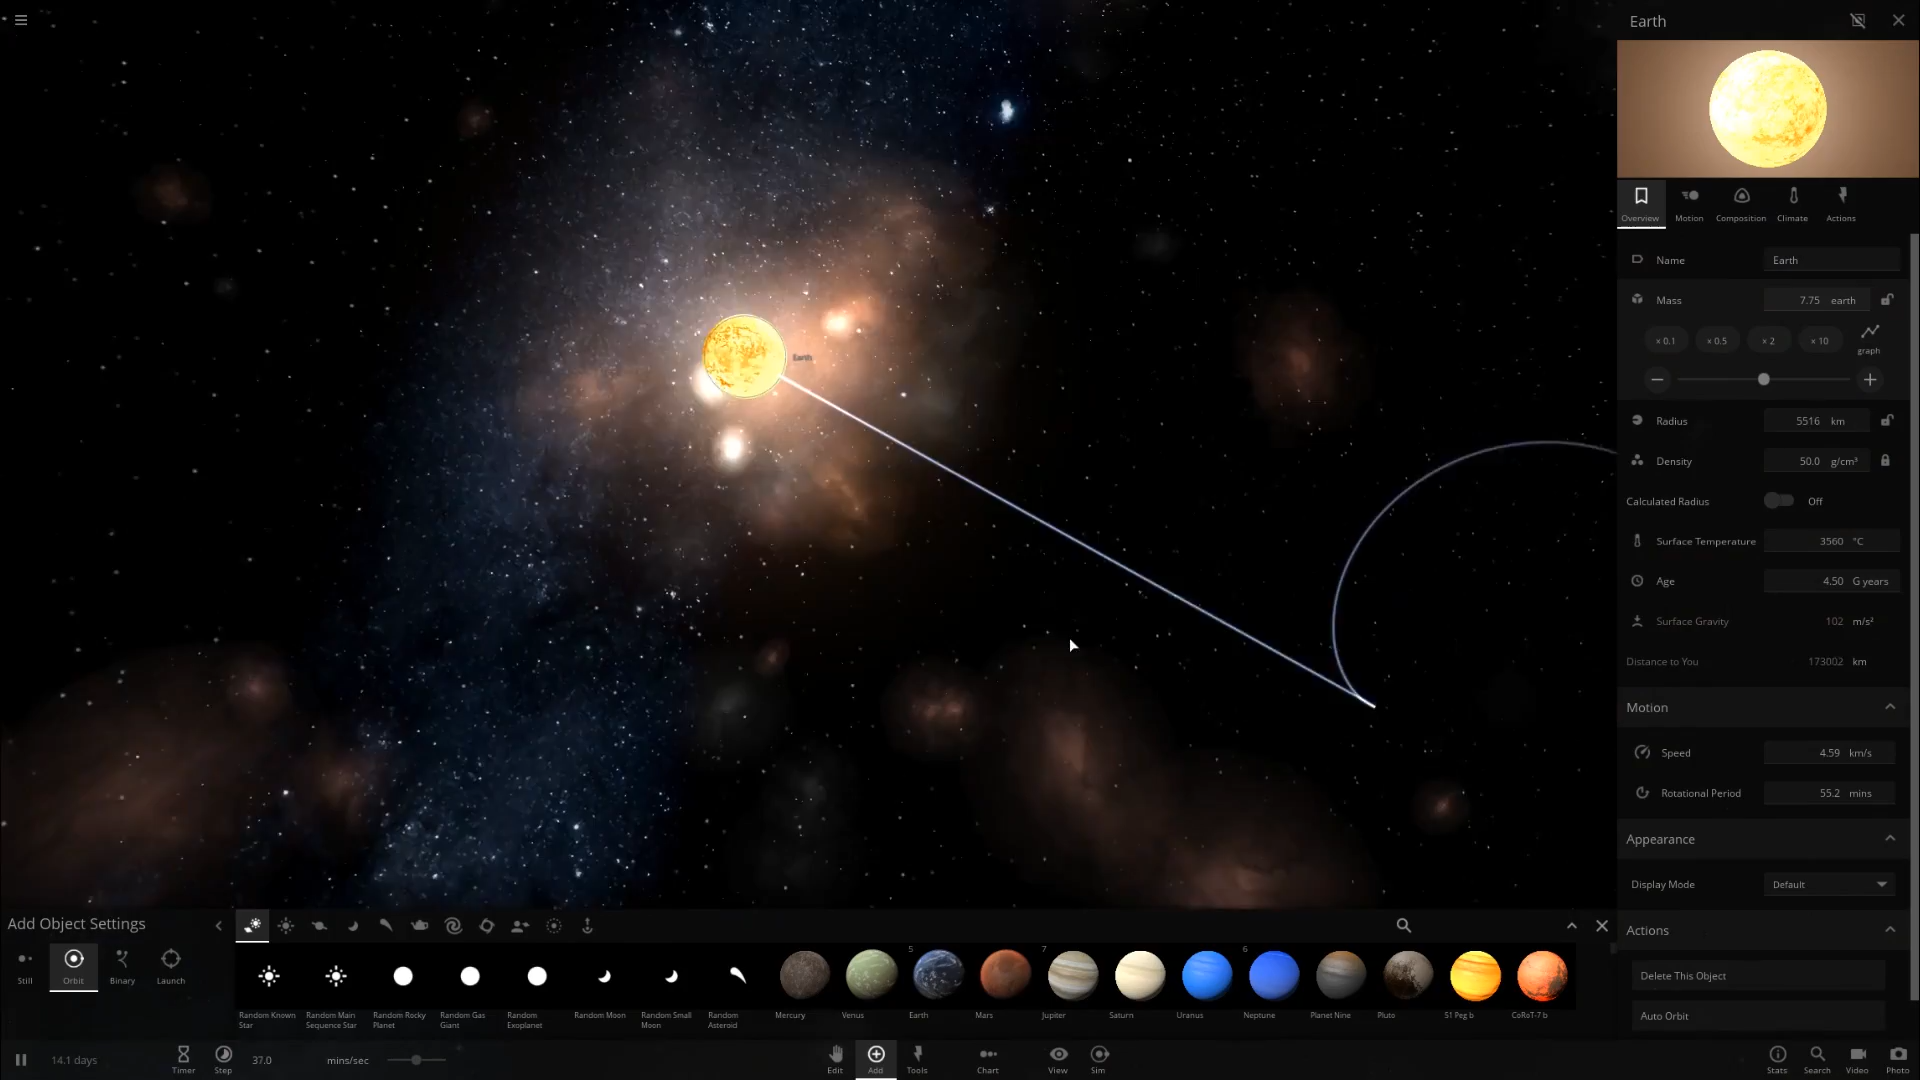 Earth
Overview
Motion
Composition
Climate
Actions
Name
Earth
Mass
7.75 earth
× 0.1
× 0.5
× 2
× 10
graph
Radius
5516 km
Density
50.0 g/cm³
Calculated Radius
Off
Surface Temperature
3560 °C
Age
4.50 G years
Surface Gravity
102 m/s²
Distance to You
173002 km
Motion
Speed
4.59 km/s
Rotational Period
55.2 mins
Appearance
Display Mode
Default
Actions
Delete This Object
Auto Orbit
Earth
Add Object Settings
Still
Orbit
Binary
Launch
Random Known
Star
Random Main
Sequence Star
Random Rocky
Planet
Random Gas
Giant
Random
Exoplanet
Random Moon
Random Small
Moon
Random
Asteroid
Mercury
Venus
5
Earth
Mars
7
Jupiter
Saturn
Uranus
6
Neptune
Planet Nine
Pluto
51 Peg b
CoRoT-7 b
14.1 days
Timer
Step
37.0
mins/sec
Edit
Add
Tools
Chart
View
Sim
Stats
Search
Video
Photo